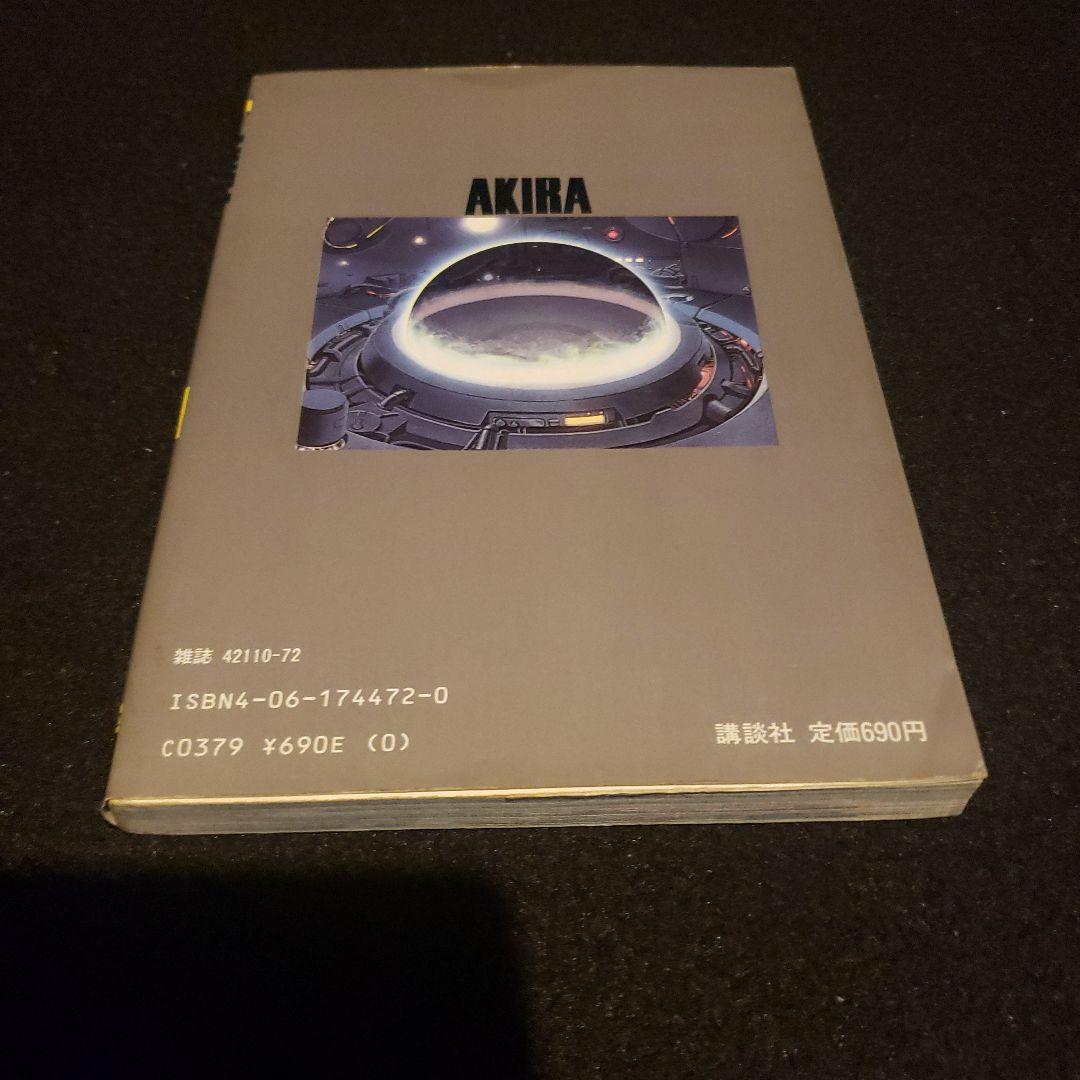 AKIRA
雑誌 42110-72
ISBN4-06-174472-0
C0379 ¥690E (0)
講談社 定価690円